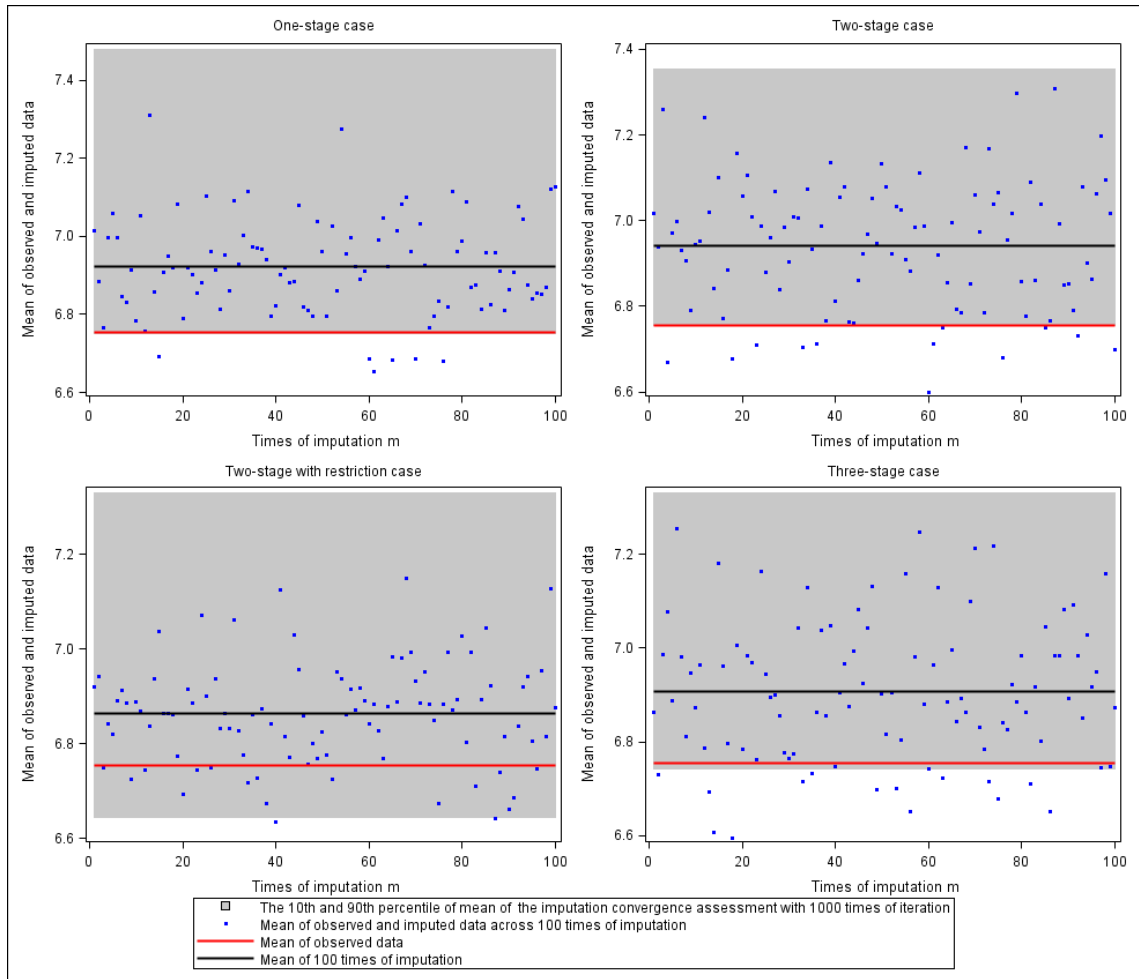 One-stage case
Mean of observed and imputed data
7.4
7.2
7.0
6.8
6.6
0 20 40 60 80 100
Times of imputation m
Two-stage case
Mean of observed and imputed data
7.4
7.2
7.0
6.8
6.6
0 20 40 60 80 100
Times of imputation m
Two-stage with restriction case
Mean of observed and imputed data
7.2
7.0
6.8
6.6
0 20 40 60 80 100
Times of imputation m
Three-stage case
Mean of observed and imputed data
7.2
7.0
6.8
6.6
0 20 40 60 80 100
Times of imputation m
The 10th and 90th percentile of mean of the imputation convergence assessment with 1000 times of iteration
Mean of observed and imputed data across 100 times of imputation
Mean of observed data
Mean of 100 times of imputation